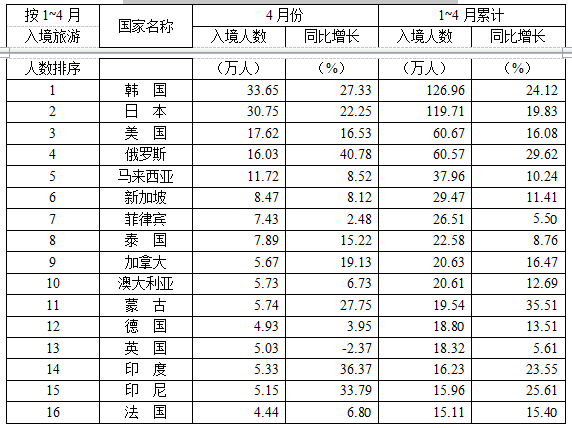 按1~4月 国家名称 4月份 1~4月累计
入境旅游 入境人数 同比增长 入境人数 同比增长
人数排序 （万人） （%） （万人） （%）
1 韩 国 33.65 27.33 126.96 24.12
2 日 本 30.75 22.25 119.71 19.83
3 美 国 17.62 16.53 60.67 16.08
4 俄罗斯 16.03 40.78 60.57 29.62
5 马来西亚 11.72 8.52 37.96 10.24
6 新加坡 8.47 8.12 29.47 11.41
7 菲律宾 7.43 2.48 26.51 5.50
8 泰 国 7.89 15.22 22.58 8.76
9 加拿大 5.67 19.13 20.63 16.47
10 澳大利亚 5.73 6.73 20.61 12.69
11 蒙 古 5.74 27.75 19.54 35.51
12 德 国 4.93 3.95 18.80 13.51
13 英 国 5.03 -2.37 18.32 5.61
14 印 度 5.33 36.37 16.23 23.55
15 印 尼 5.15 33.79 15.96 25.61
16 法 国 4.44 6.80 15.11 15.40